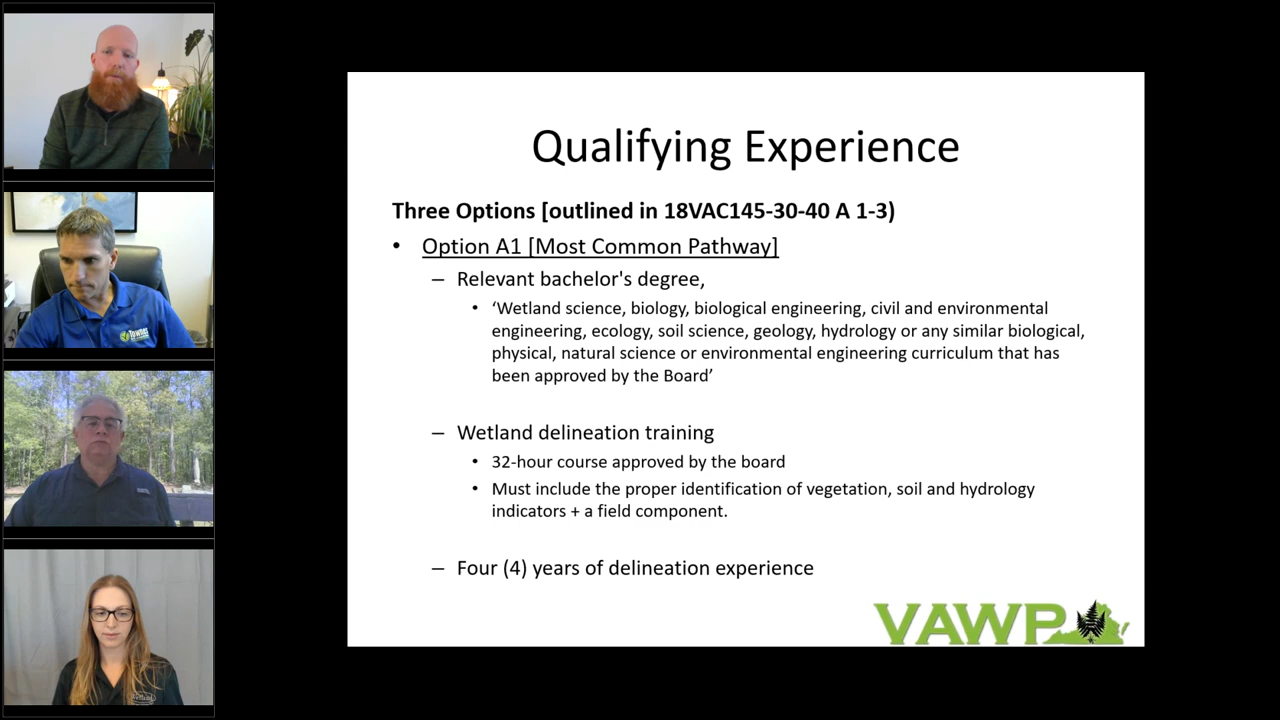 Qualifying Experience
Three Options [outlined in 18VAC145-30-40 A 1-3)
• Option A1 [Most Common Pathway]
– Relevant bachelor's degree,
• ‘Wetland science, biology, biological engineering, civil and environmental
engineering, ecology, soil science, geology, hydrology or any similar biological,
physical, natural science or environmental engineering curriculum that has
been approved by the Board’
– Wetland delineation training
• 32-hour course approved by the board
• Must include the proper identification of vegetation, soil and hydrology
indicators + a field component.
– Four (4) years of delineation experience
VAWP